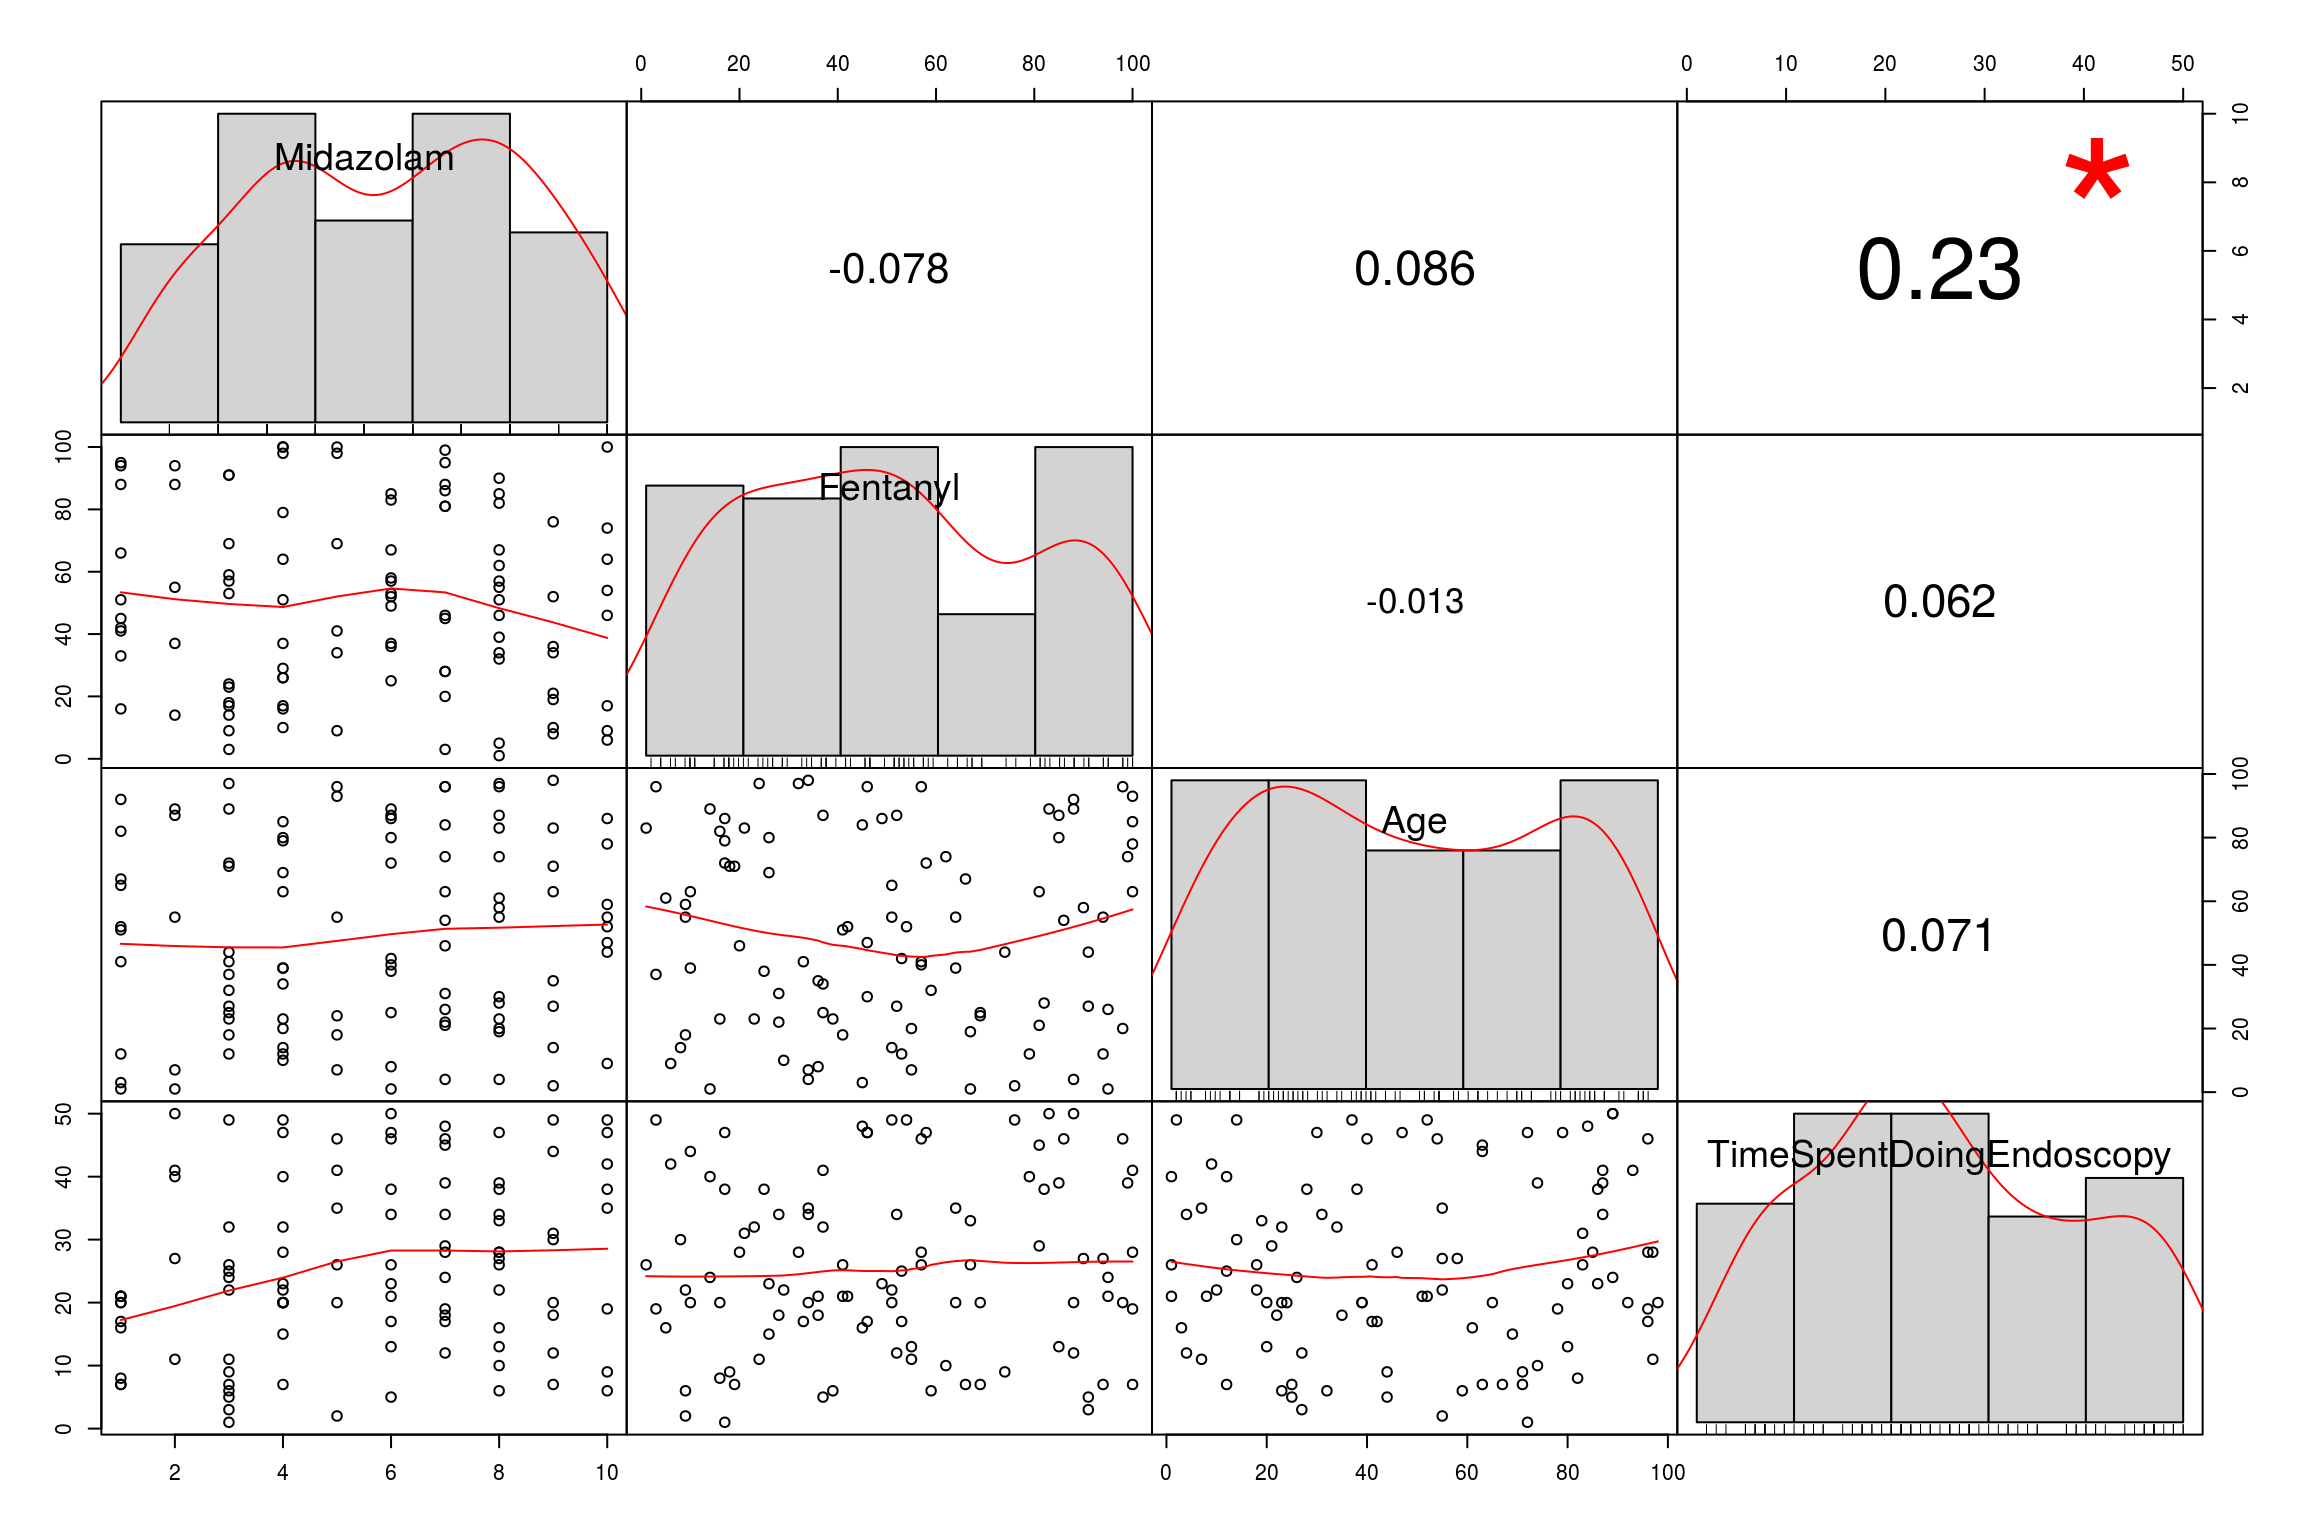 0 20 40 60 80 100 0 10 20 30 40 50
Midazolam
-0.078
0.086
0.23
*
2 4 6 8 10
0 20 40 60 80 100
Fentanyl
-0.013
0.062
Age
0.071
0 20 40 60 80 100
0 10 20 30 40 50
TimeSpentDoingEndoscopy
2 4 6 8 10 0 20 40 60 80 100